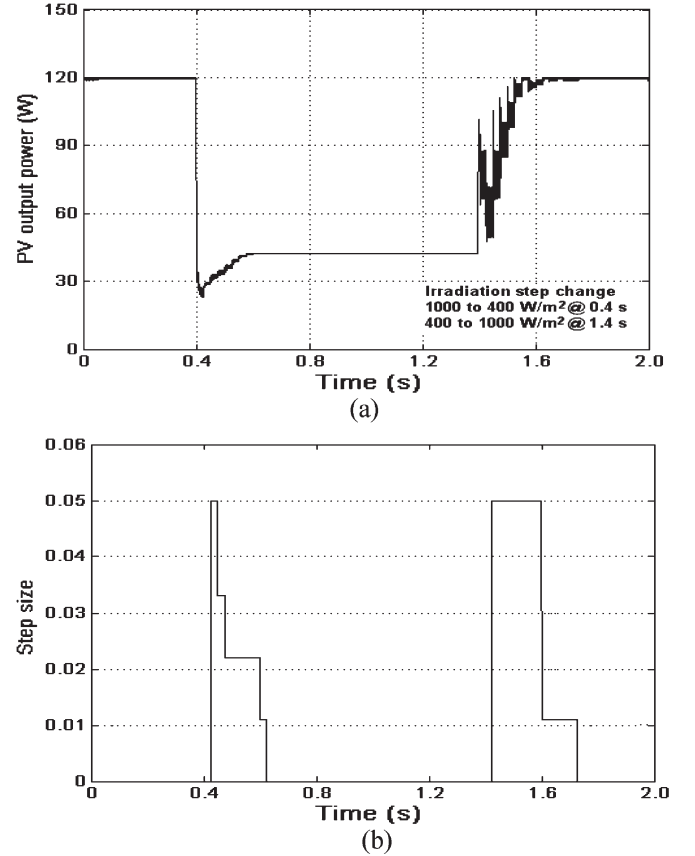 150
120
90
60
30
0
PV output power (W)
Irradiation step change
1000 to 400 W/m²@ 0.4 s
400 to 1000 W/m²@ 1.4 s
0 0.4 0.8 1.2 1.6 2.0
Time (s)
(a)
0.06
0.05
0.04
0.03
0.02
0.01
0
Step size
0 0.4 0.8 1.2 1.6 2.0
Time (s)
(b)